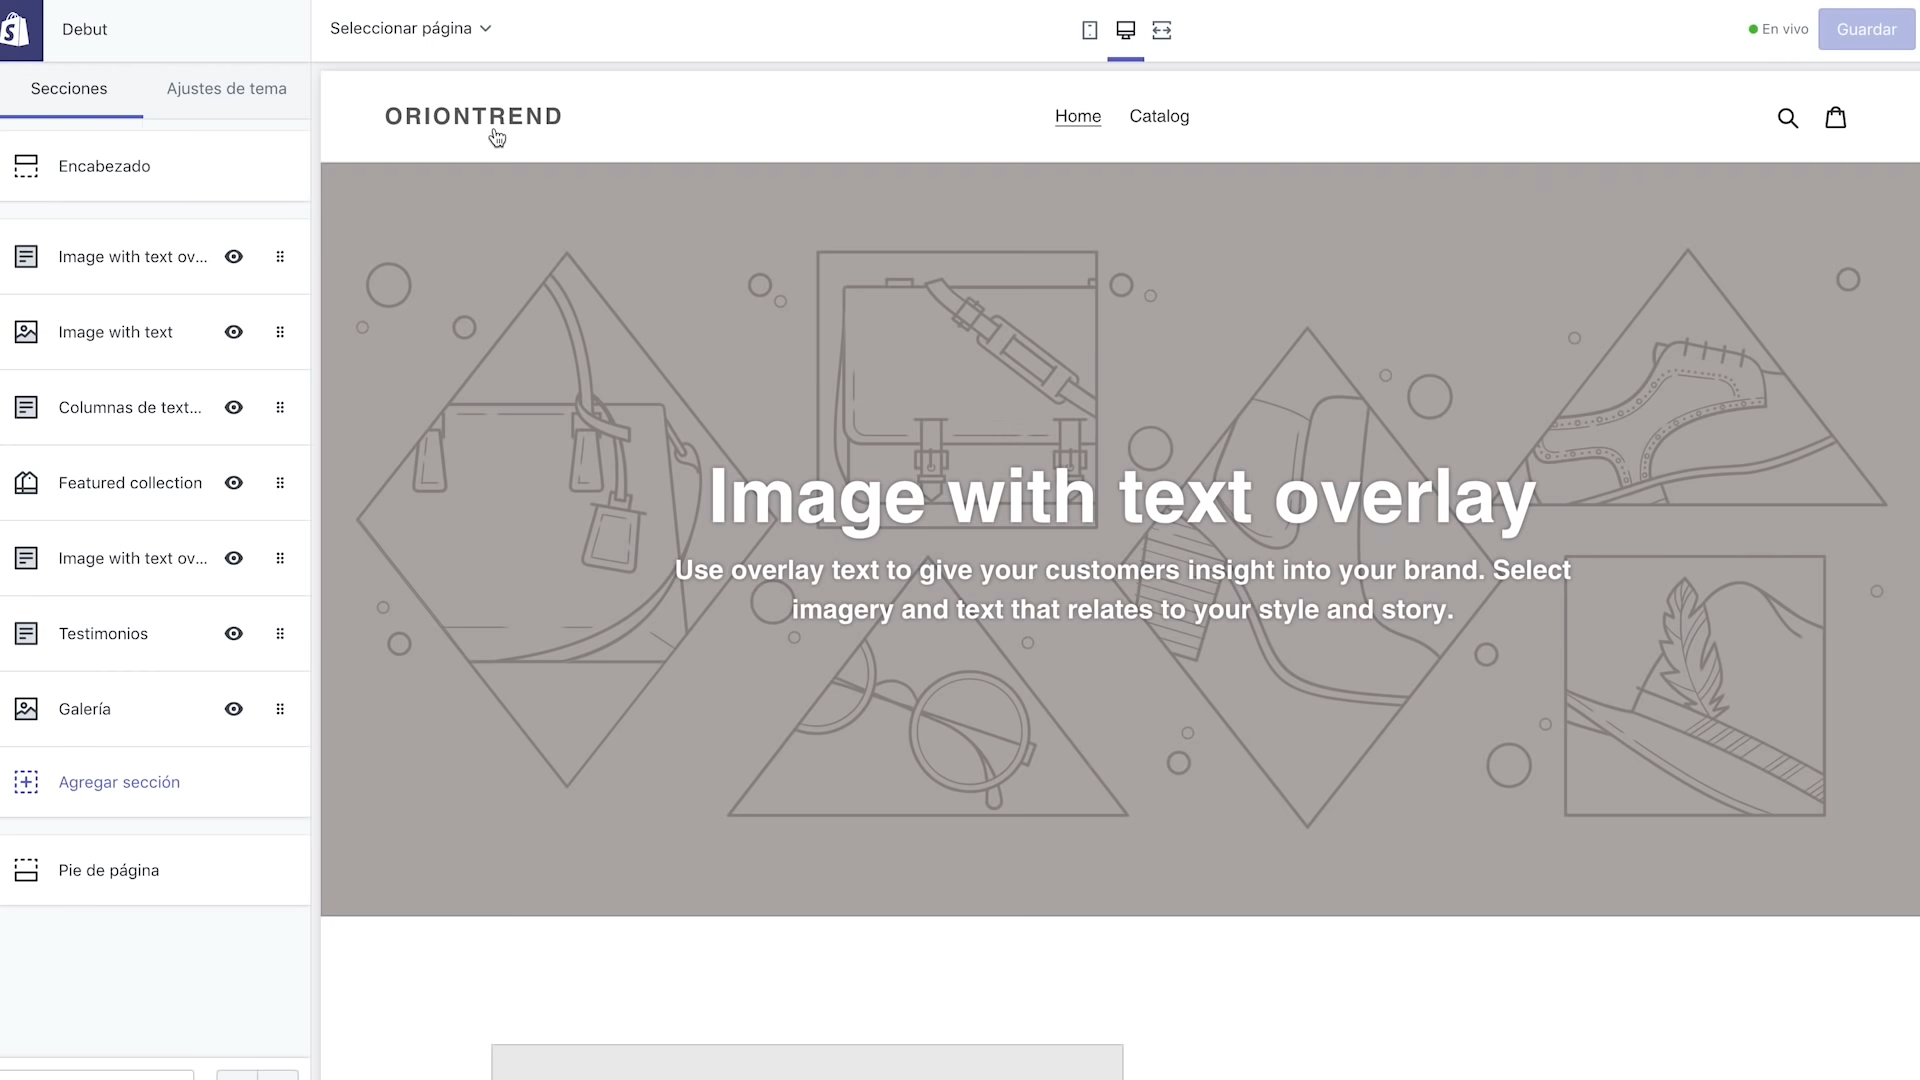 Debut
Seleccionar página
En vivo
Guardar
Secciones
Ajustes de tema
Encabezado
Image with text ov...
Image with text
Columnas de text...
Featured collection
Image with text ov...
Testimonios
Galería
Agregar sección
Pie de página
ORIONTREND
Home
Catalog
Image with text overlay
Use overlay text to give your customers insight into your brand. Select
imagery and text that relates to your style and story.